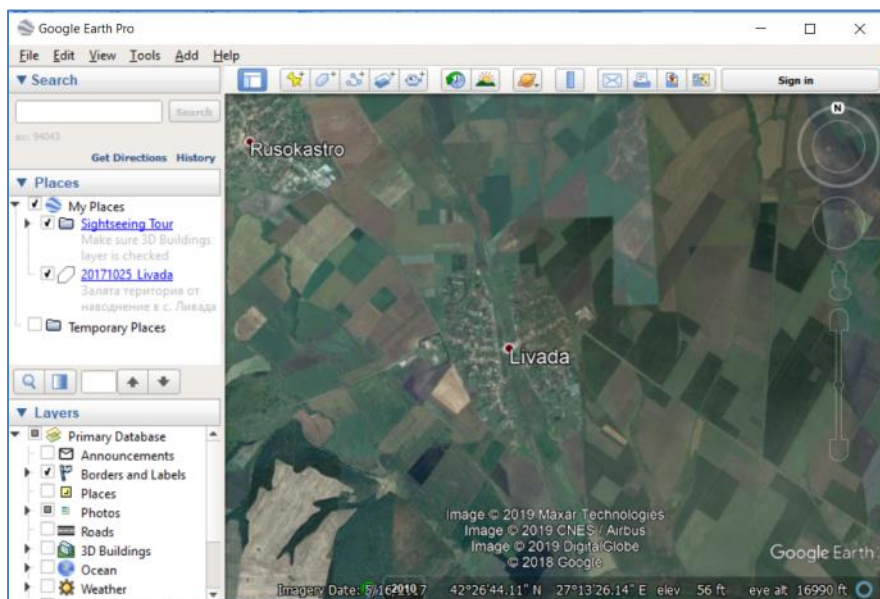 Google Earth Pro
File Edit View Tools Add Help
Search
Sign in
Search
ex: 94043
Get Directions History
Places
My Places
Sightseeing Tour
Make sure 3D Buildings
layer is checked
20171025_Livada
Залята територия от
наводнение в с. Ливада
Temporary Places
Layers
Primary Database
Announcements
Borders and Labels
Places
Photos
Roads
3D Buildings
Ocean
Weather
N
Rusokastro
Livada
Image © 2019 Maxar Technologies
Image © 2019 CNES / Airbus
Image © 2019 DigitalGlobe
© 2018 Google
Google Earth
Imagery Date: 2010 42°26'44.11" N 27°13'26.14" E elev 56 ft eye alt 16990 ft